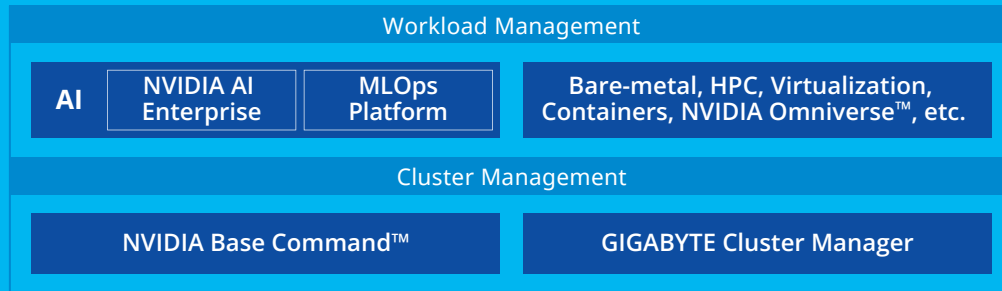 Workload Management
AI
NVIDIA AI
Enterprise
MLOps
Platform
Bare-metal, HPC, Virtualization,
Containers, NVIDIA Omniverse™, etc.
Cluster Management
NVIDIA Base Command™
GIGABYTE Cluster Manager